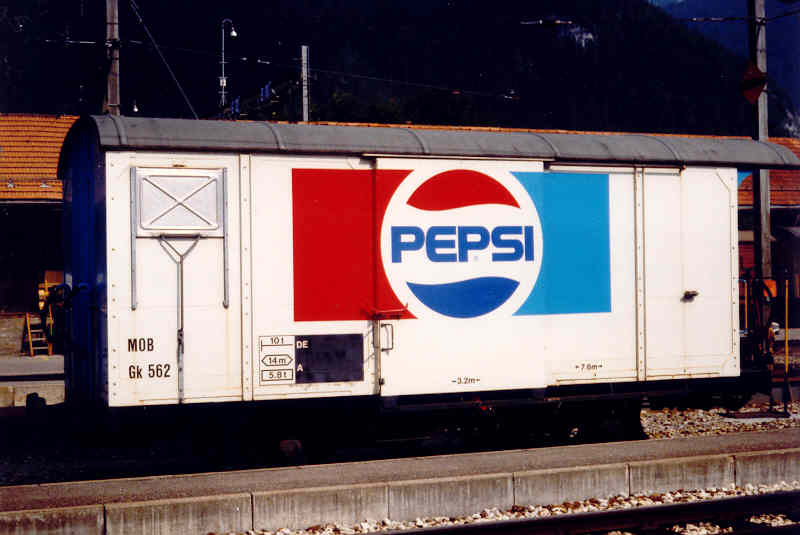 PEPSI
®
MOB
Gk 562
10 t
14 m
5.8 t
DE
A
3.2m
7.6m